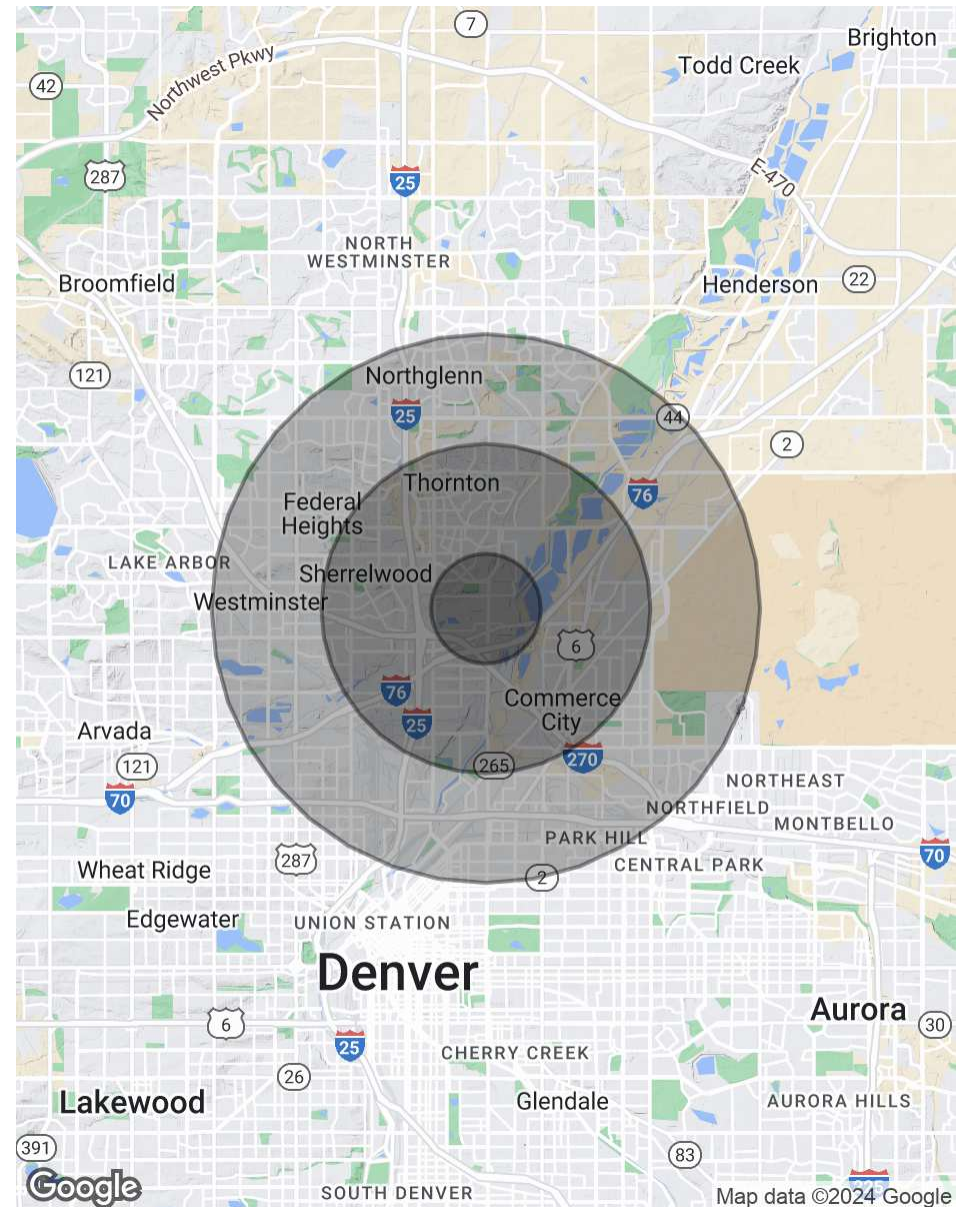 7
Brighton
Todd Creek
Northwest Pkwy
42
287
25
E-470
NORTH
WESTMINSTER
Broomfield
Henderson
22
121
Northglenn
25
44
2
Thornton
76
Federal
Heights
LAKE ARBOR
Sherrelwood
Westminster
6
76
Commerce
City
25
Arvada
121
265
270
70
NORTHEAST
NORTHFIELD
MONTBELLO
PARK HILL
70
287
CENTRAL PARK
Wheat Ridge
2
Edgewater
UNION STATION
Denver
Aurora
6
30
25
CHERRY CREEK
26
Lakewood
Glendale
AURORA HILLS
391
83
225
Google
SOUTH DENVER
Map data ©2024 Google